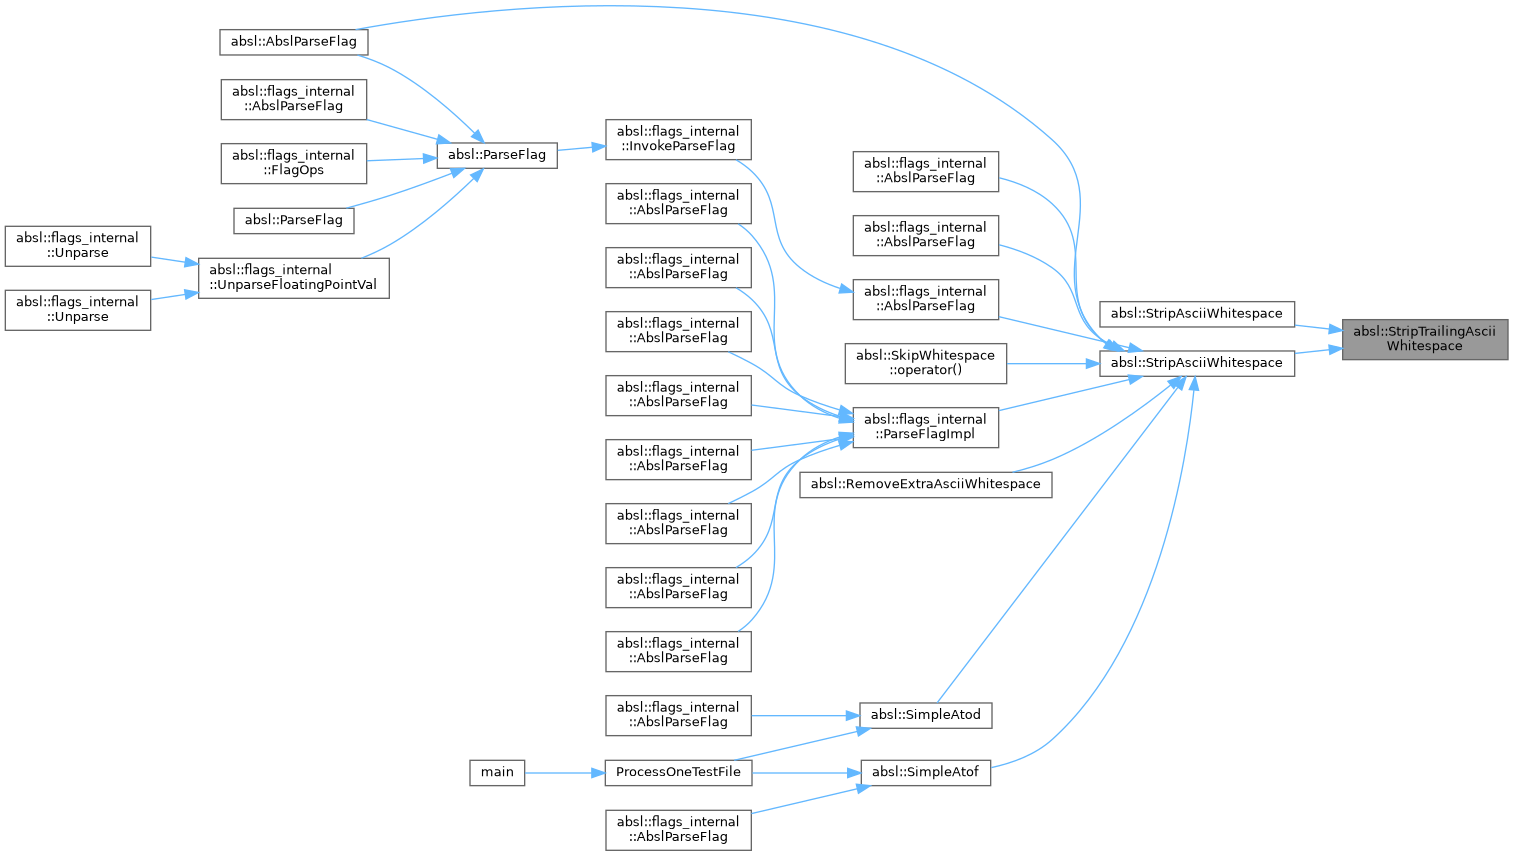 absl::AbslParseFlag
absl::flags_internal
::AbslParseFlag
absl::flags_internal
::FlagOps
absl::ParseFlag
absl::flags_internal
::Unparse
absl::flags_internal
::Unparse
absl::flags_internal
::UnparseFloatingPointVal
absl::ParseFlag
absl::flags_internal
::InvokeParseFlag
absl::flags_internal
::AbslParseFlag
absl::flags_internal
::AbslParseFlag
absl::flags_internal
::AbslParseFlag
absl::flags_internal
::AbslParseFlag
absl::flags_internal
::AbslParseFlag
absl::flags_internal
::AbslParseFlag
absl::flags_internal
::AbslParseFlag
absl::flags_internal
::AbslParseFlag
absl::flags_internal
::AbslParseFlag
main
ProcessOneTestFile
absl::flags_internal
::AbslParseFlag
absl::flags_internal
::AbslParseFlag
absl::flags_internal
::AbslParseFlag
absl::flags_internal
::AbslParseFlag
absl::SkipWhitespace
::operator()
absl::flags_internal
::ParseFlagImpl
absl::RemoveExtraAsciiWhitespace
absl::SimpleAtod
absl::SimpleAtof
absl::StripAsciiWhitespace
absl::StripAsciiWhitespace
absl::StripTrailingAscii
Whitespace